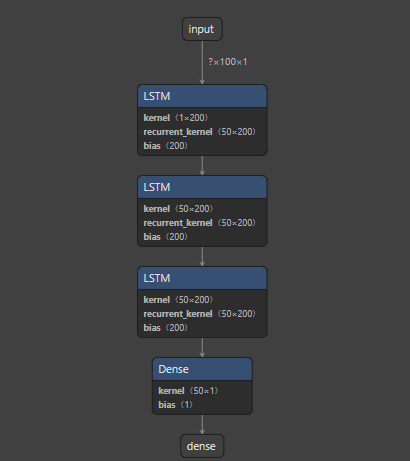 input
?×100×1
LSTM
kernel ⟨1×200⟩
recurrent_kernel ⟨50×200⟩
bias ⟨200⟩
LSTM
kernel ⟨50×200⟩
recurrent_kernel ⟨50×200⟩
bias ⟨200⟩
LSTM
kernel ⟨50×200⟩
recurrent_kernel ⟨50×200⟩
bias ⟨200⟩
Dense
kernel ⟨50×1⟩
bias ⟨1⟩
dense